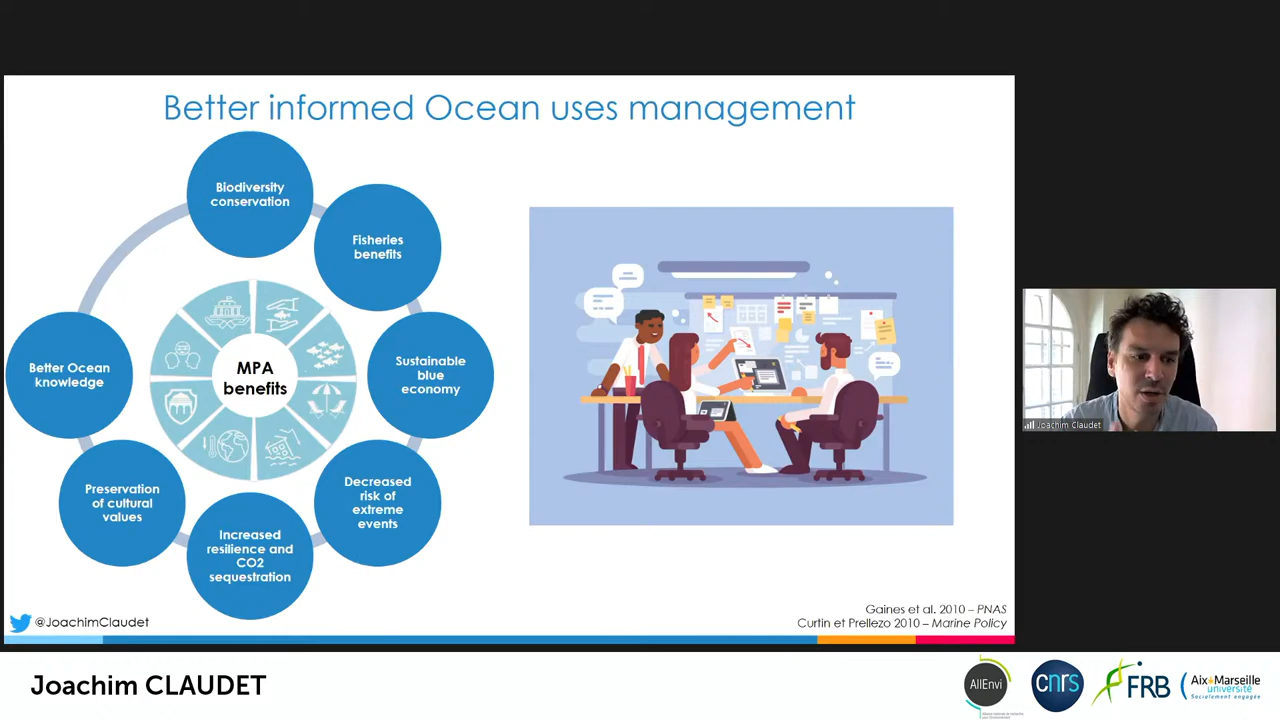 Better informed Ocean uses management
Biodiversity
conservation
Fisheries
benefits
Sustainable
blue
economy
Decreased
risk of
extreme
events
Increased
resilience and
CO2
sequestration
Preservation
of cultural
values
Better Ocean
knowledge
MPA
benefits
@JoachimClaudet
Gaines et al. 2010 – PNAS
Curtin et Prellezo 2010 – Marine Policy
Joachim Claudet
Joachim CLAUDET
AllEnvi
cnrs
FRB
Aix*Marseille
université
Socialement engagée